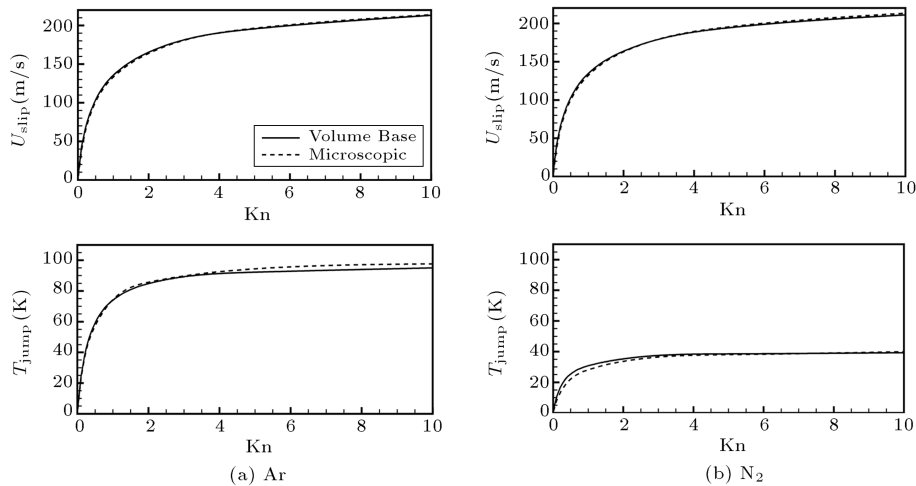 200
150
100
50
0
U_slip (m/s)
Volume Base
Microscopic
0 2 4 6 8 10
Kn
200
150
100
50
0
U_slip (m/s)
0 2 4 6 8 10
Kn
100
80
60
40
20
0
T_jump (K)
0 2 4 6 8 10
Kn
(a) Ar
100
80
60
40
20
0
T_jump (K)
0 2 4 6 8 10
Kn
(b) N₂